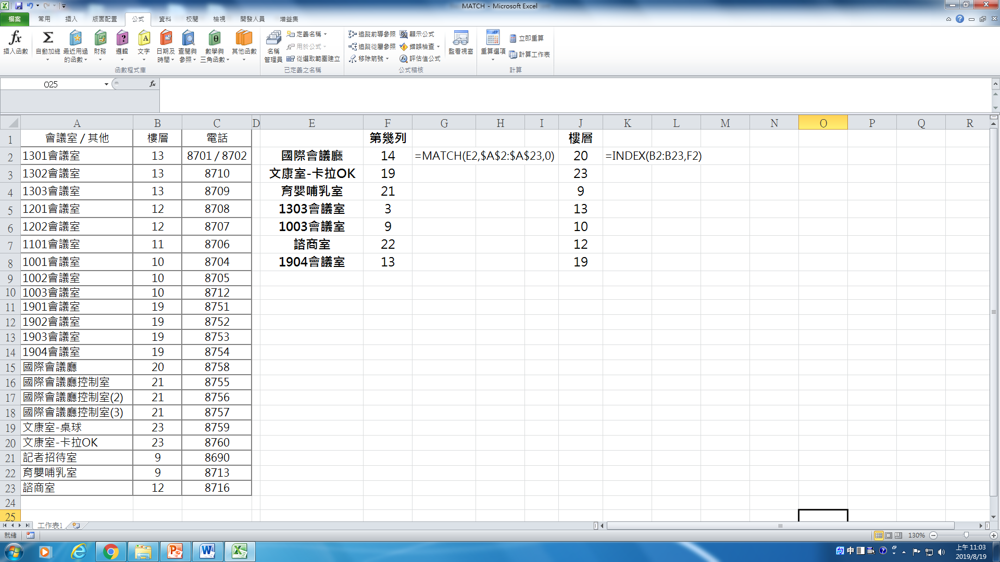 MATCH - Microsoft Excel
檔案 常用 插入 版面配置 公式 資料 校閱 檢視 開發人員 增益集
插入函數 自動加總 最近用過的函數 財務 邏輯 文字 日期及時間 查閱與參照 數學與三角函數 其他函數
函數程式庫
名稱管理員 定義名稱 用於公式 從選取範圍建立
已定義之名稱
追蹤前導參照 追蹤從屬參照 移除箭號 顯示公式 錯誤檢查 評估值公式
公式稽核
監看視窗
重算選項 立即重算 計算工作表
計算
O25 fx
A B C D E F G H I J K L M N O P Q R
1 會議室 / 其他 樓層 電話 第幾列 樓層
2 1301會議室 13 8701 / 8702 國際會議廳 14 =MATCH(E2,$A$2:$A$23,0) 20 =INDEX(B2:B23,F2)
3 1302會議室 13 8710 文康室-卡拉OK 19 23
4 1303會議室 13 8709 育嬰哺乳室 21 9
5 1201會議室 12 8708 1303會議室 3 13
6 1202會議室 12 8707 1003會議室 9 10
7 1101會議室 11 8706 諮商室 22 12
8 1001會議室 10 8704 1904會議室 13 19
9 1002會議室 10 8705
10 1003會議室 10 8712
11 1901會議室 19 8751
12 1902會議室 19 8752
13 1903會議室 19 8753
14 1904會議室 19 8754
15 國際會議廳 20 8758
16 國際會議廳控制室 21 8755
17 國際會議廳控制室(2) 21 8756
18 國際會議廳控制室(3) 21 8757
19 文康室-桌球 23 8759
20 文康室-卡拉OK 23 8760
21 記者招待室 9 8690
22 育嬰哺乳室 9 8713
23 諮商室 12 8716
24
25
工作表1
就緒 130%
中 上午 11:03
2019/8/19